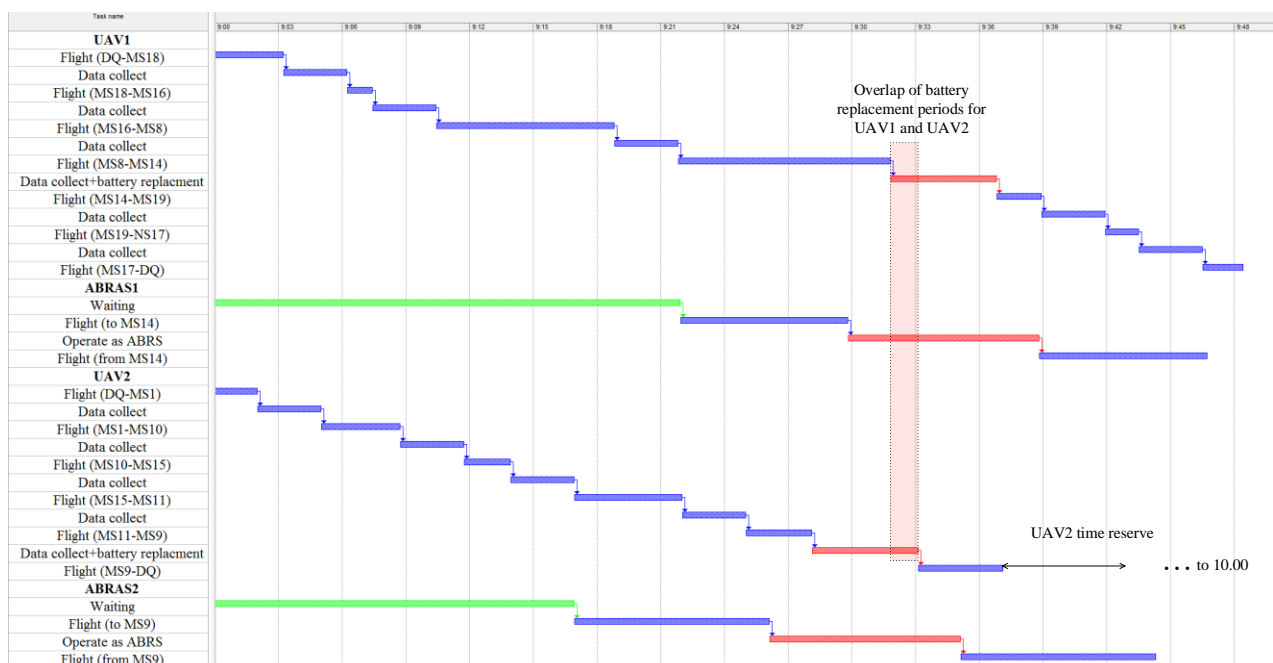 Task name
9:00 9:03 9:06 9:09 9:12 9:15 9:18 9:21 9:24 9:27 9:30 9:33 9:36 9:39 9:42 9:45 9:48
UAV1
Flight (DQ-MS18)
Data collect
Flight (MS18-MS16)
Data collect
Flight (MS16-MS8)
Data collect
Flight (MS8-MS14)
Data collect+battery replacment
Flight (MS14-MS19)
Data collect
Flight (MS19-NS17)
Data collect
Flight (MS17-DQ)
ABRAS1
Waiting
Flight (to MS14)
Operate as ABRS
Flight (from MS14)
UAV2
Flight (DQ-MS1)
Data collect
Flight (MS1-MS10)
Data collect
Flight (MS10-MS15)
Data collect
Flight (MS15-MS11)
Data collect
Flight (MS11-MS9)
Data collect+battery replacment
Flight (MS9-DQ)
ABRAS2
Waiting
Flight (to MS9)
Operate as ABRS
Flight (from MS9)
Overlap of battery
replacement periods for
UAV1 and UAV2
UAV2 time reserve
... to 10.00